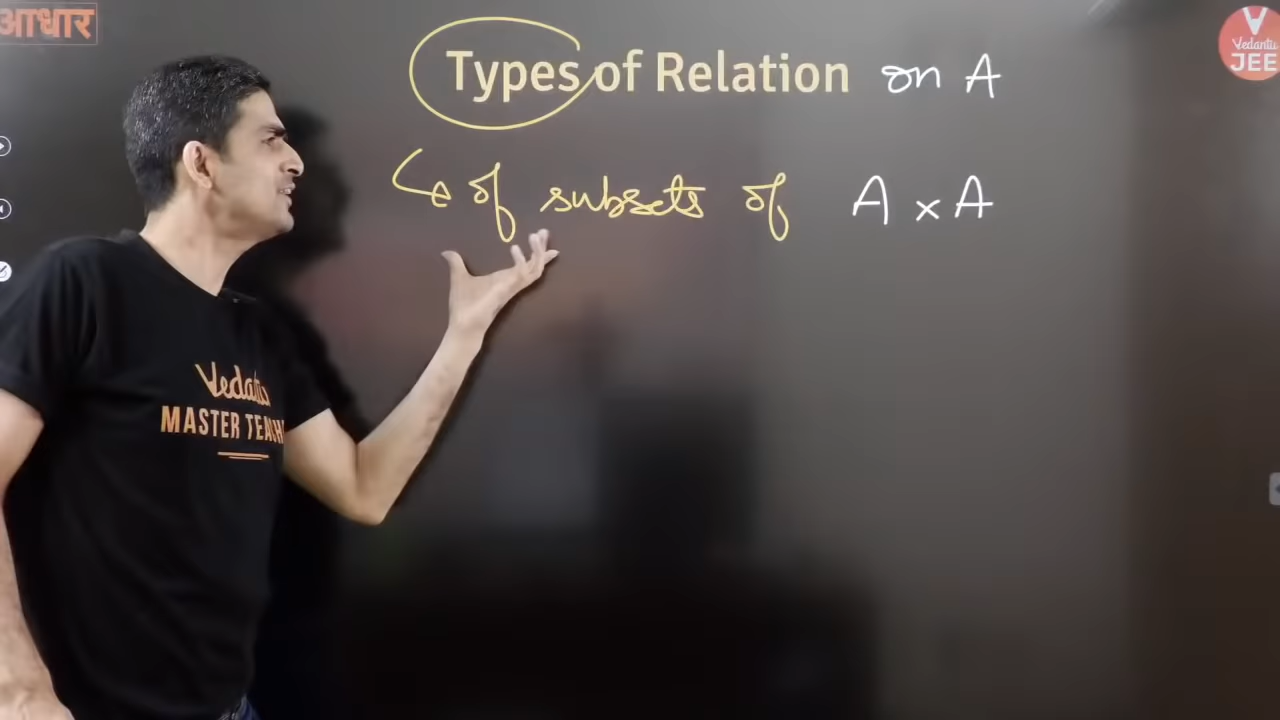 आधार
Types of Relation on A
Vedantu
JEE
↳ of subsets of A × A
Vedantu
MASTER TEACH